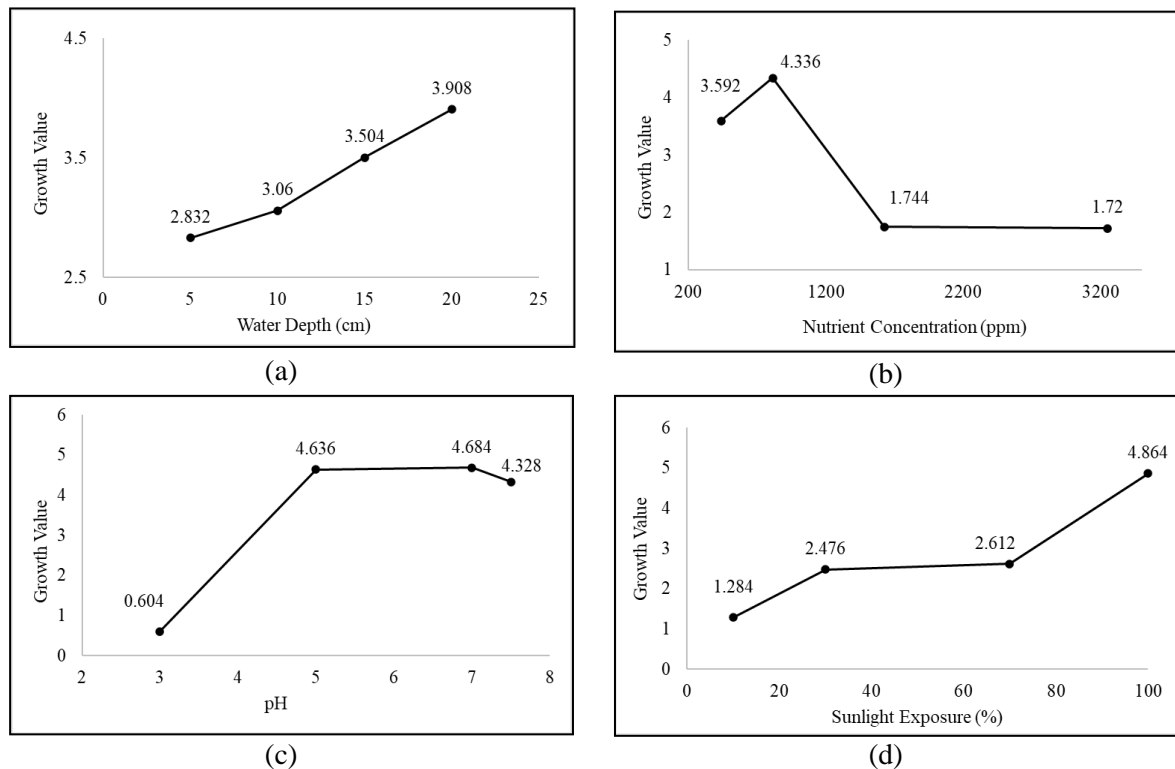 4.5
3.5
2.5
Growth Value
2.832
3.06
3.504
3.908
0 5 10 15 20 25
Water Depth (cm)
(a)
5
4
3
2
1
Growth Value
3.592
4.336
1.744
1.72
200 1200 2200 3200
Nutrient Concentration (ppm)
(b)
6
5
4
3
2
1
0
Growth Value
0.604
4.636
4.684
4.328
2 3 4 5 6 7 8
pH
(c)
6
5
4
3
2
1
0
Growth Value
1.284
2.476
2.612
4.864
0 20 40 60 80 100
Sunlight Exposure (%)
(d)